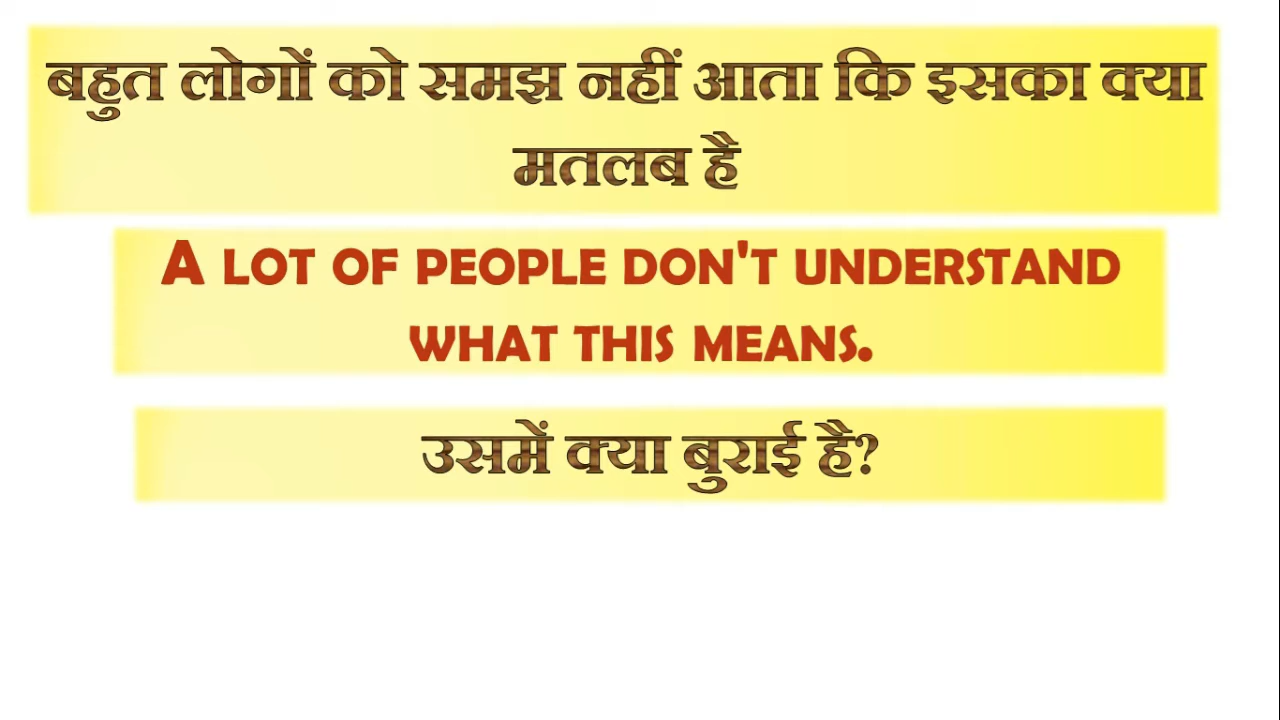 बहुत लोगों को समझ नहीं आता कि इसका क्या
मतलब है
A LOT OF PEOPLE DON'T UNDERSTAND
WHAT THIS MEANS.
उसमें क्या बुराई है?